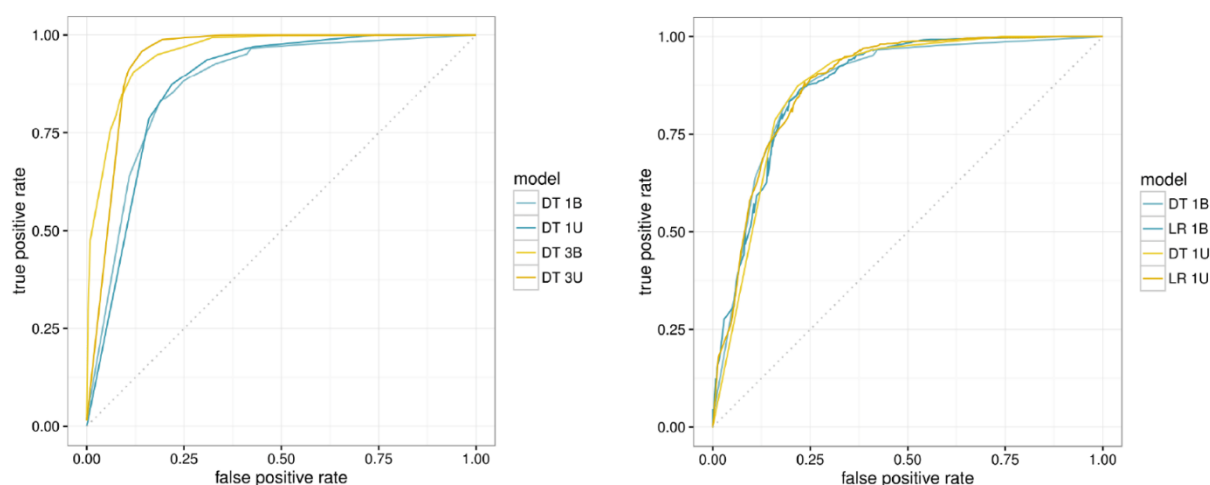 1.00
0.75
0.50
0.25
0.00
true positive rate
0.00 0.25 0.50 0.75 1.00
false positive rate
model
DT 1B
DT 1U
DT 3B
DT 3U
1.00
0.75
0.50
0.25
0.00
true positive rate
0.00 0.25 0.50 0.75 1.00
false positive rate
model
DT 1B
LR 1B
DT 1U
LR 1U